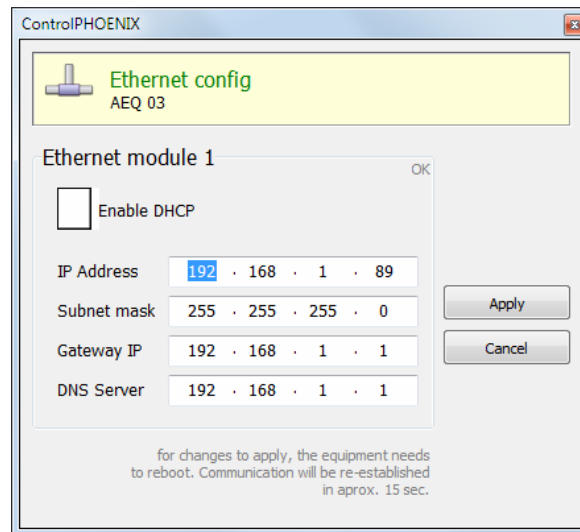 ControlPHOENIX
Ethernet config
AEQ 03
Ethernet module 1
OK
Enable DHCP
IP Address 192 . 168 . 1 . 89
Subnet mask 255 . 255 . 255 . 0
Apply
Gateway IP 192 . 168 . 1 . 1
Cancel
DNS Server 192 . 168 . 1 . 1
for changes to apply, the equipment needs
to reboot. Communication will be re-established
in aprox. 15 sec.